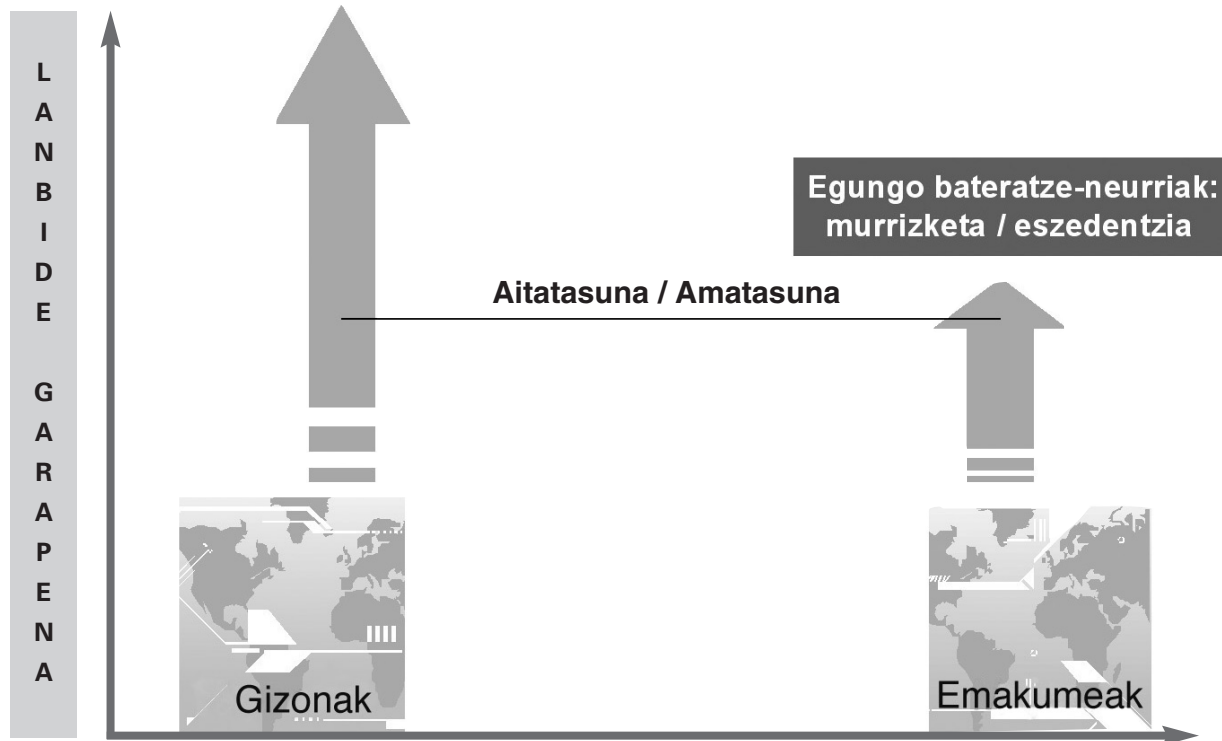 LANBIDE GARAPENA
Egungo bateratze-neurriak:
murrizketa / eszedentzia
Aitatasuna / Amatasuna
Gizonak
Emakumeak